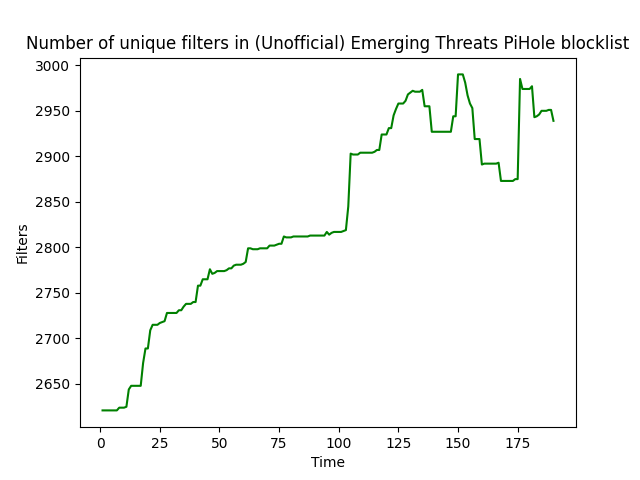 Number of unique filters in (Unofficial) Emerging Threats PiHole blocklist
3000
2950
2900
2850
2800
2750
2700
2650
Filters
0 25 50 75 100 125 150 175
Time